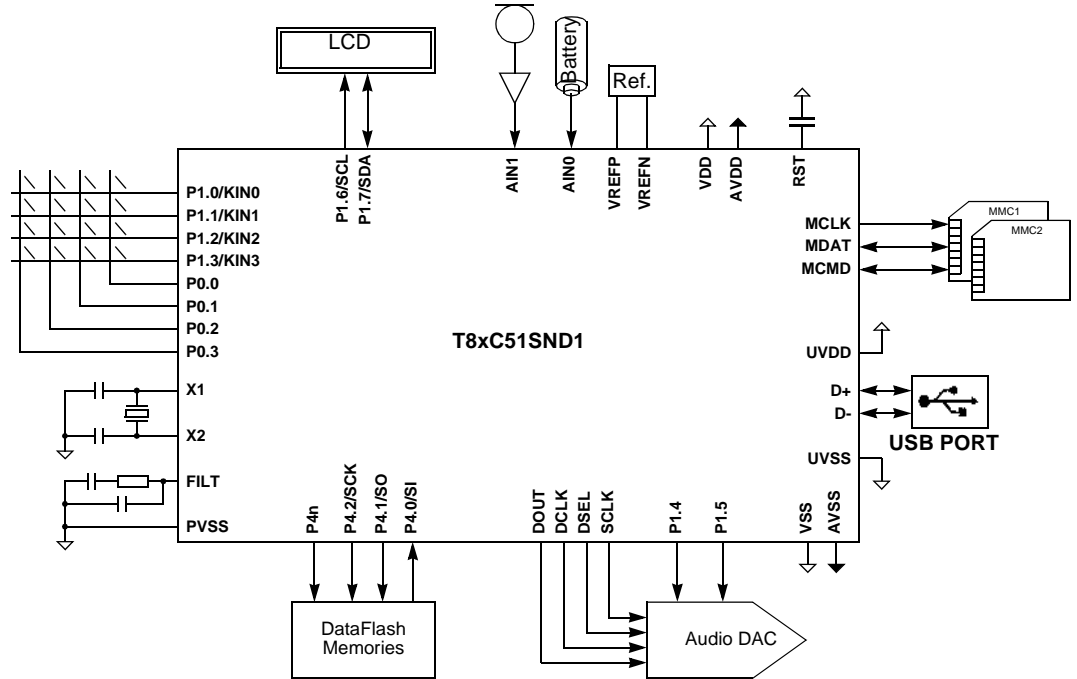 LCD
Battery
Ref.
P1.6/SCL
P1.7/SDA
AIN1
AIN0
VREFP
VREFN
VDD
AVDD
RST
P1.0/KIN0
P1.1/KIN1
P1.2/KIN2
P1.3/KIN3
P0.0
P0.1
P0.2
P0.3
X1
X2
FILT
PVSS
T8xC51SND1
MCLK
MDAT
MCMD
MMC1
MMC2
UVDD
D+
D-
USB PORT
UVSS
P4n
P4.2/SCK
P4.1/SO
P4.0/SI
DOUT
DCLK
DSEL
SCLK
P1.4
P1.5
VSS
AVSS
DataFlash
Memories
Audio DAC